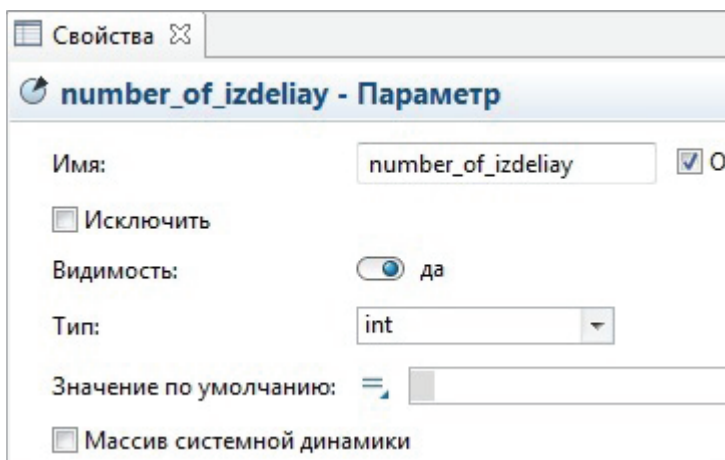 Свойства
number_of_izdeliay - Параметр
Имя: number_of_izdeliay О
Исключить
Видимость: да
Тип: int
Значение по умолчанию:
Массив системной динамики